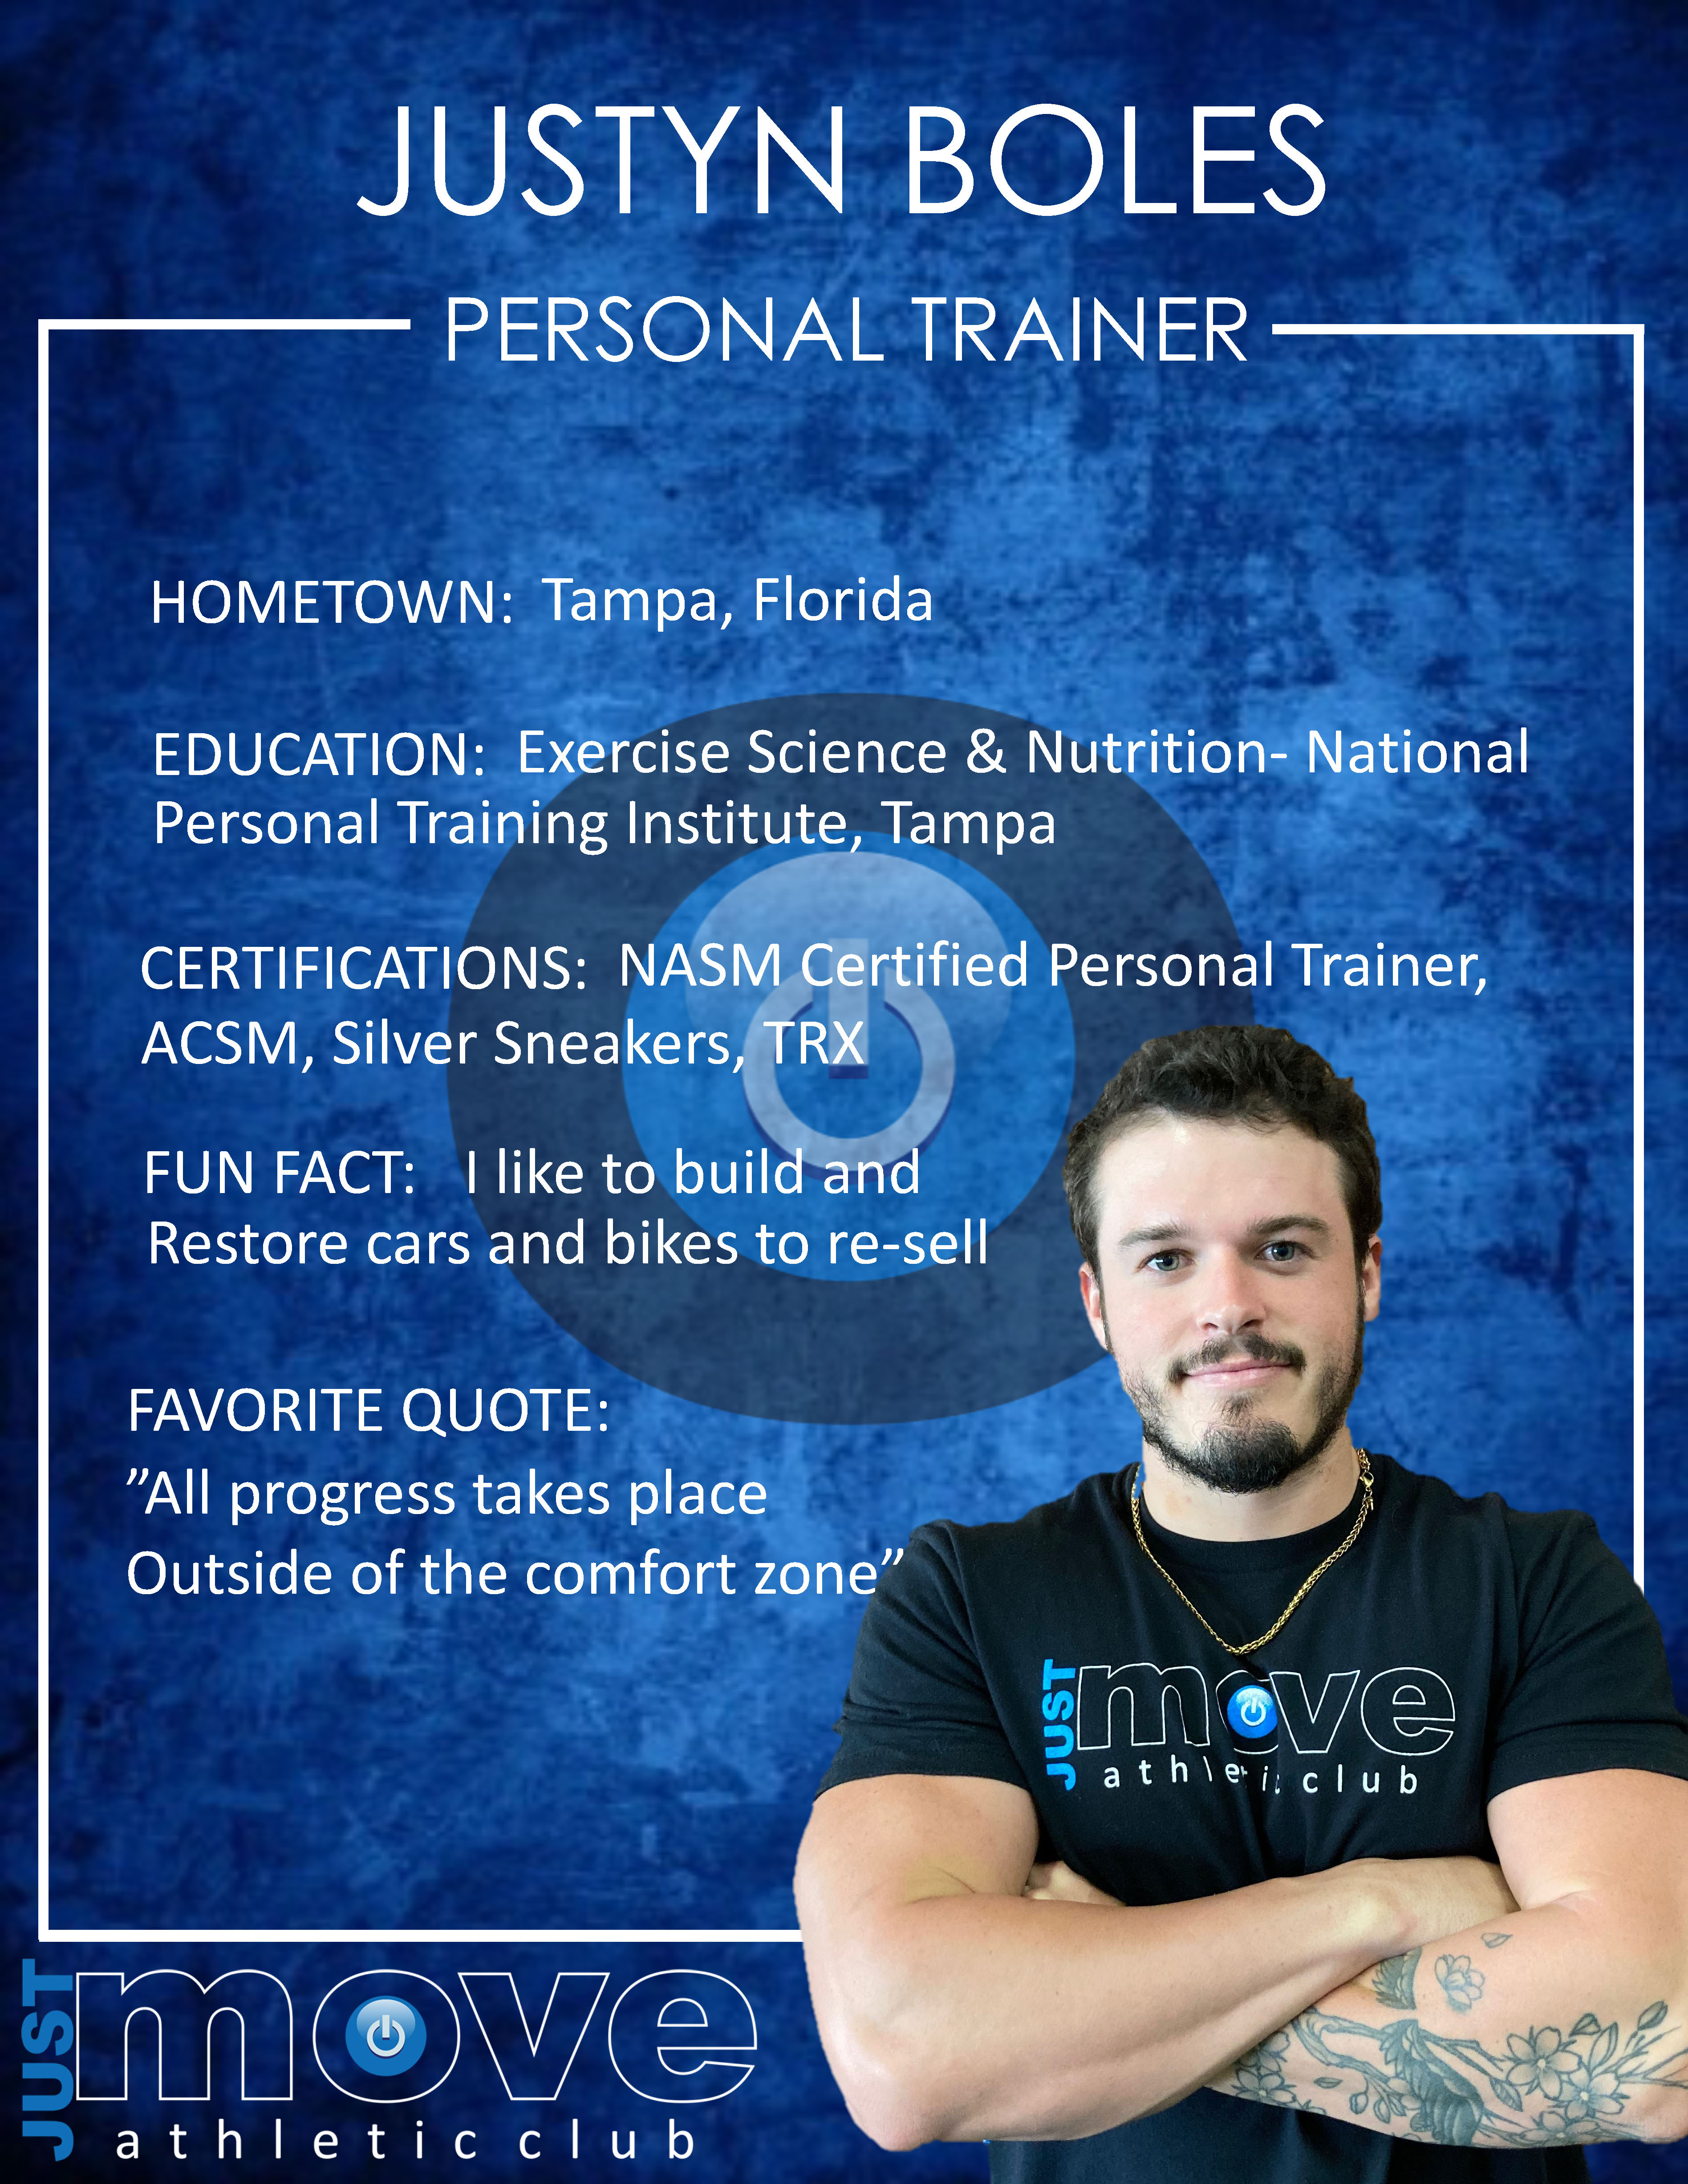 JUSTYN BOLES
PERSONAL TRAINER
HOMETOWN: Tampa, Florida
EDUCATION: Exercise Science & Nutrition- National
Personal Training Institute, Tampa
CERTIFICATIONS: NASM Certified Personal Trainer,
ACSM, Silver Sneakers, TRX
FUN FACT: I like to build and
Restore cars and bikes to re-sell
FAVORITE QUOTE:
”All progress takes place
Outside of the comfort zone”
JUST move
athletic club
JUST move
athletic club